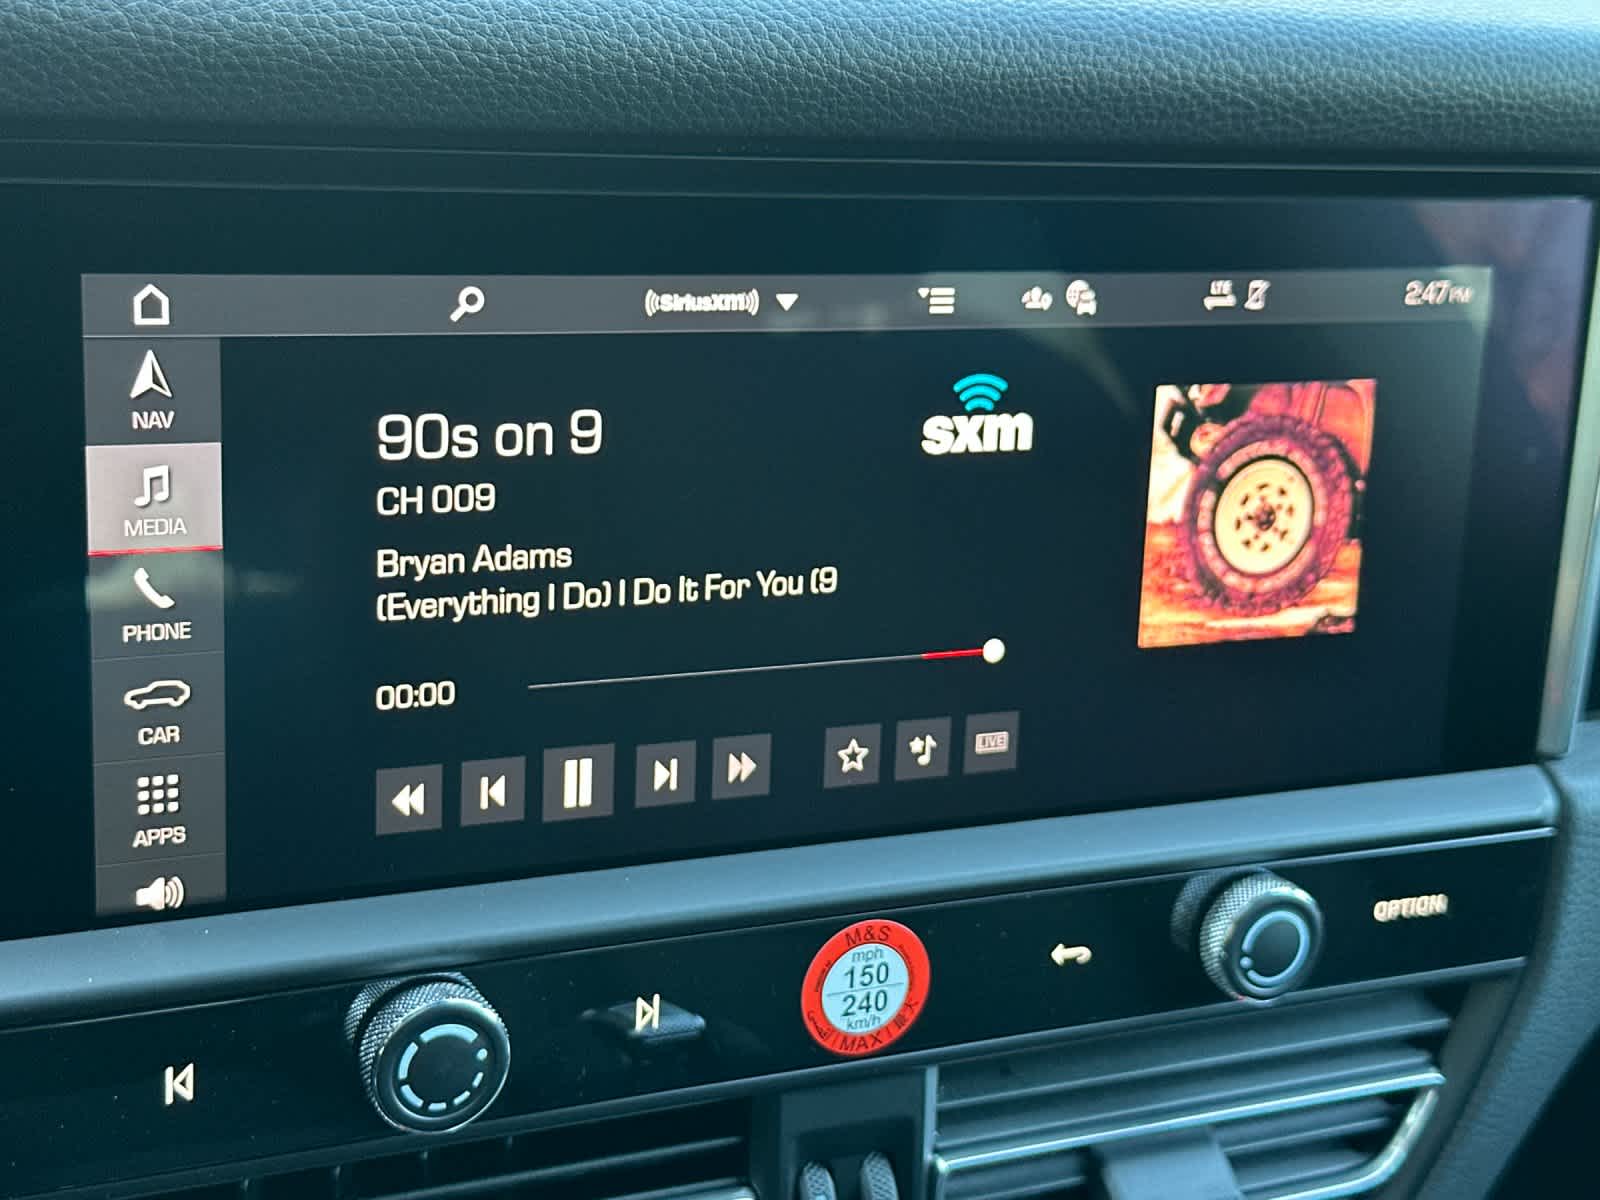 ((SiriusXM))
LTE
2:47 PM
NAV
MEDIA
PHONE
CAR
APPS
90s on 9
CH 009
Bryan Adams
(Everything I Do) I Do It For You (9
sxm
00:00
LIVE
OPTION
M&S
mph
150
240
km/h
MAX